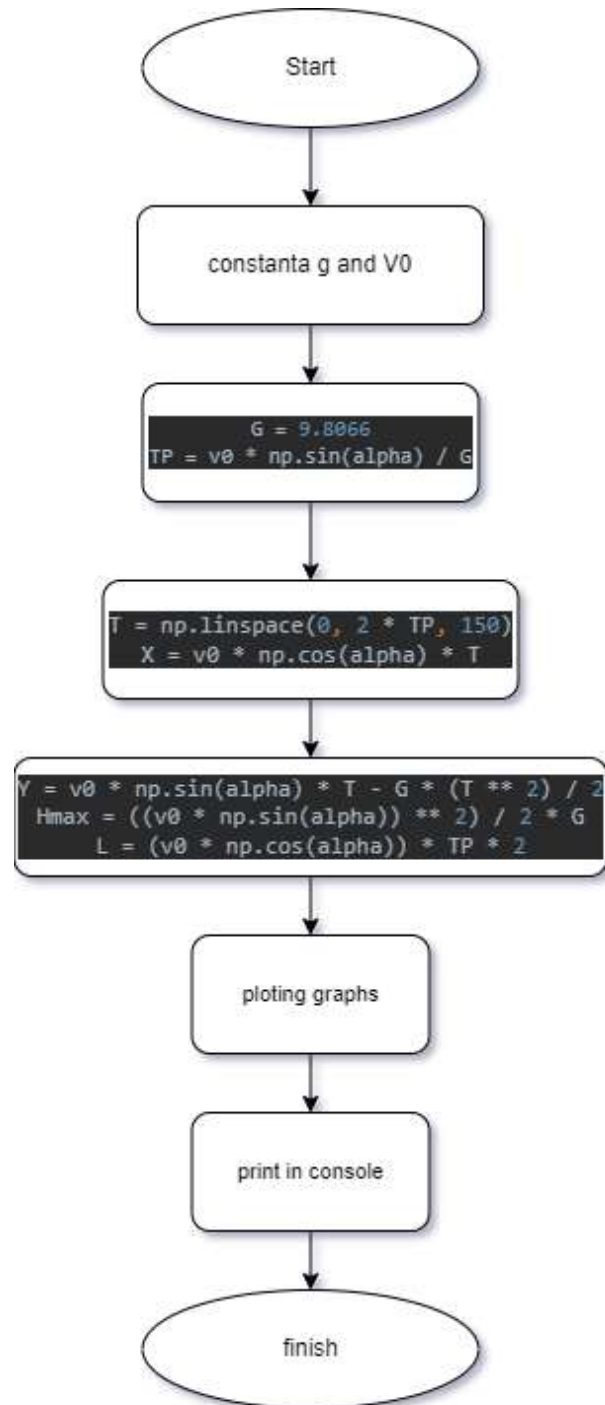 Start
constanta g and V0
G = 9.8066
TP = v0 * np.sin(alpha) / G
T = np.linspace(0, 2 * TP, 150)
X = v0 * np.cos(alpha) * T
Y = v0 * np.sin(alpha) * T - G * (T ** 2) / 2
Hmax = ((v0 * np.sin(alpha)) ** 2) / 2 * G
L = (v0 * np.cos(alpha)) * TP * 2
ploting graphs
print in console
finish